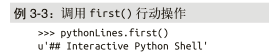 例 3-3：调用 first() 行动操作
>>> pythonLines.first()
u'## Interactive Python Shell'